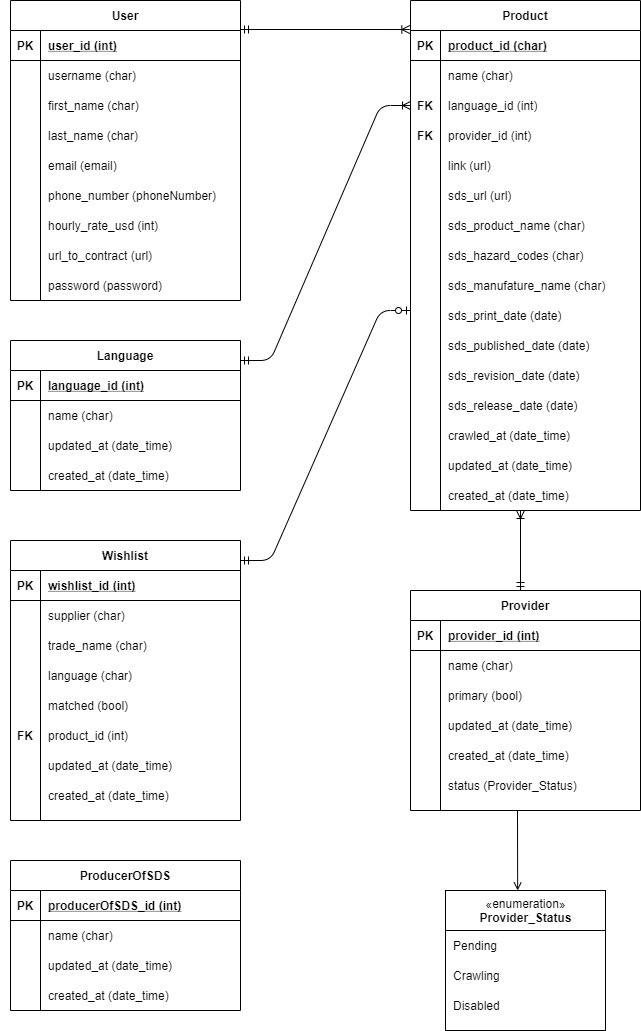 User
PK user_id (int)
username (char)
first_name (char)
last_name (char)
email (email)
phone_number (phoneNumber)
hourly_rate_usd (int)
url_to_contract (url)
password (password)
Product
PK product_id (char)
name (char)
FK language_id (int)
FK provider_id (int)
link (url)
sds_url (url)
sds_product_name (char)
sds_hazard_codes (char)
sds_manufature_name (char)
sds_print_date (date)
sds_published_date (date)
sds_revision_date (date)
sds_release_date (date)
crawled_at (date_time)
updated_at (date_time)
created_at (date_time)
Language
PK language_id (int)
name (char)
updated_at (date_time)
created_at (date_time)
Wishlist
PK wishlist_id (int)
supplier (char)
trade_name (char)
language (char)
matched (bool)
FK product_id (int)
updated_at (date_time)
created_at (date_time)
Provider
PK provider_id (int)
name (char)
primary (bool)
updated_at (date_time)
created_at (date_time)
status (Provider_Status)
ProducerOfSDS
PK producerOfSDS_id (int)
name (char)
updated_at (date_time)
created_at (date_time)
«enumeration»
Provider_Status
Pending
Crawling
Disabled